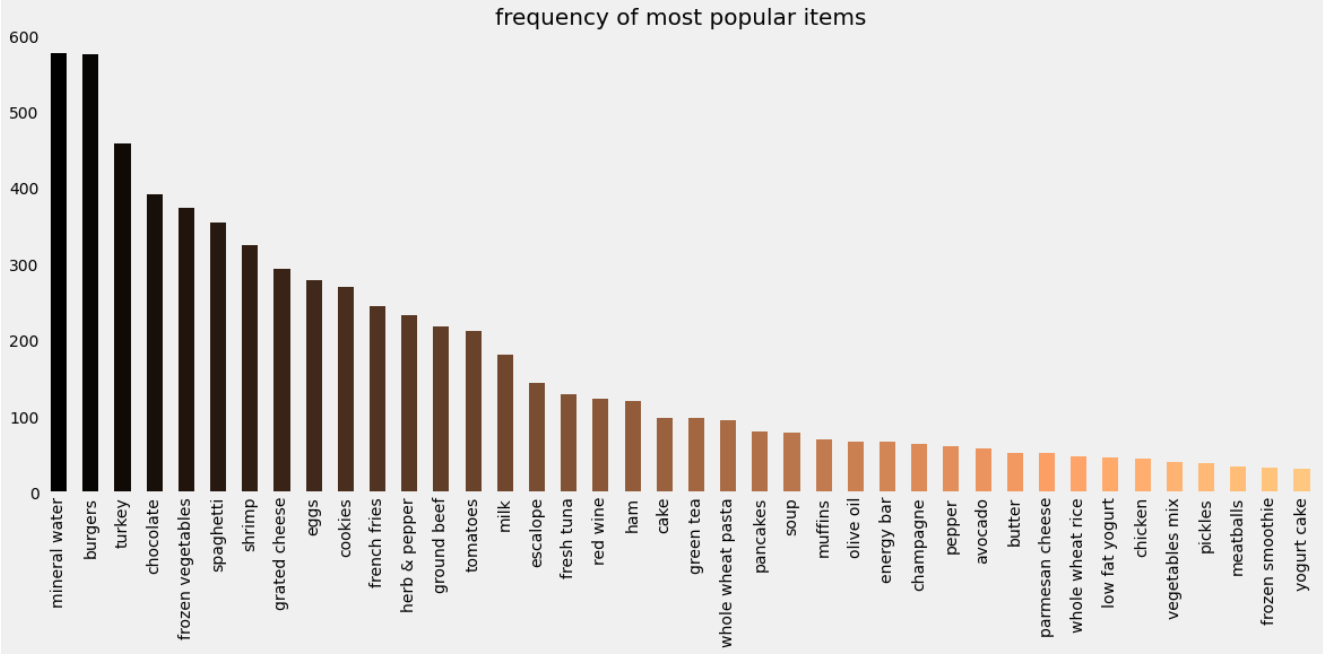 frequency of most popular items
600
500
400
300
200
100
0
mineral water
burgers
turkey
chocolate
frozen vegetables
spaghetti
shrimp
grated cheese
eggs
cookies
french fries
herb & pepper
ground beef
tomatoes
milk
escalope
fresh tuna
red wine
ham
cake
green tea
whole wheat pasta
pancakes
soup
muffins
olive oil
energy bar
champagne
pepper
avocado
butter
parmesan cheese
whole wheat rice
low fat yogurt
chicken
vegetables mix
pickles
meatballs
frozen smoothie
yogurt cake